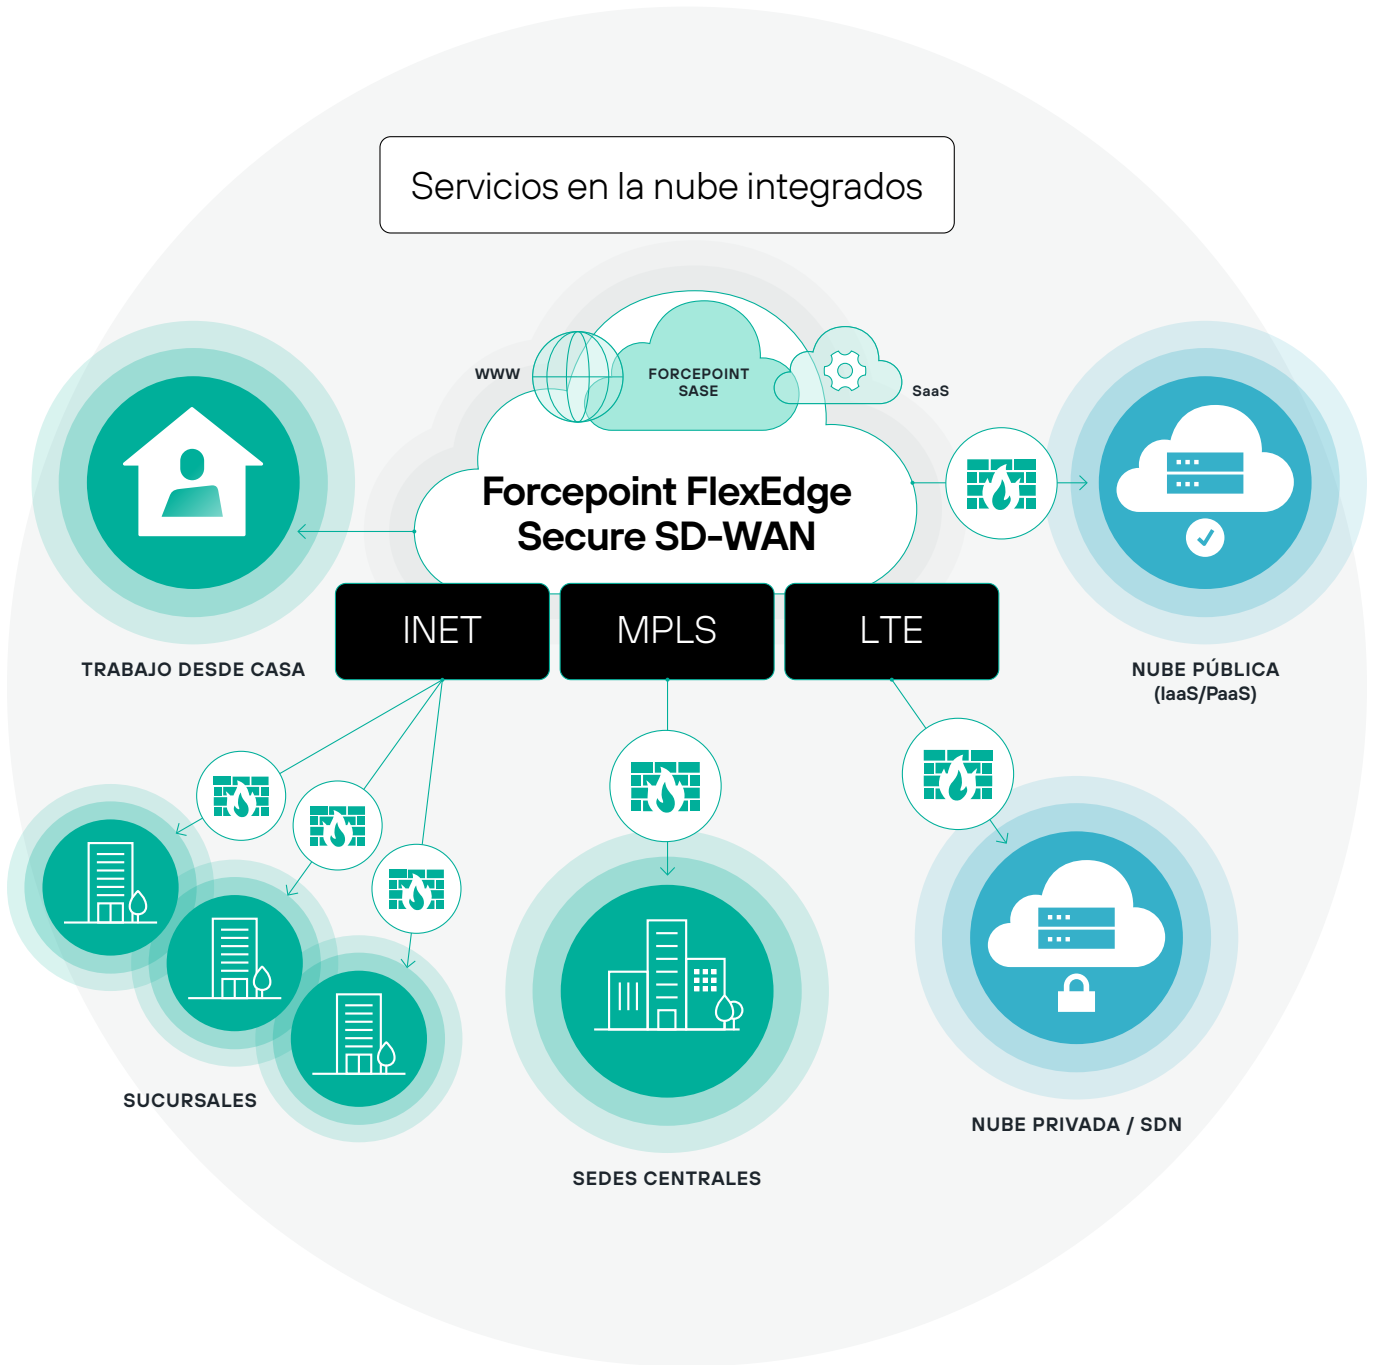 Servicios en la nube integrados
WWW
FORCEPOINT
SASE
SaaS
Forcepoint FlexEdge
Secure SD-WAN
INET
MPLS
LTE
TRABAJO DESDE CASA
NUBE PÚBLICA
(IaaS/PaaS)
SUCURSALES
NUBE PRIVADA / SDN
SEDES CENTRALES